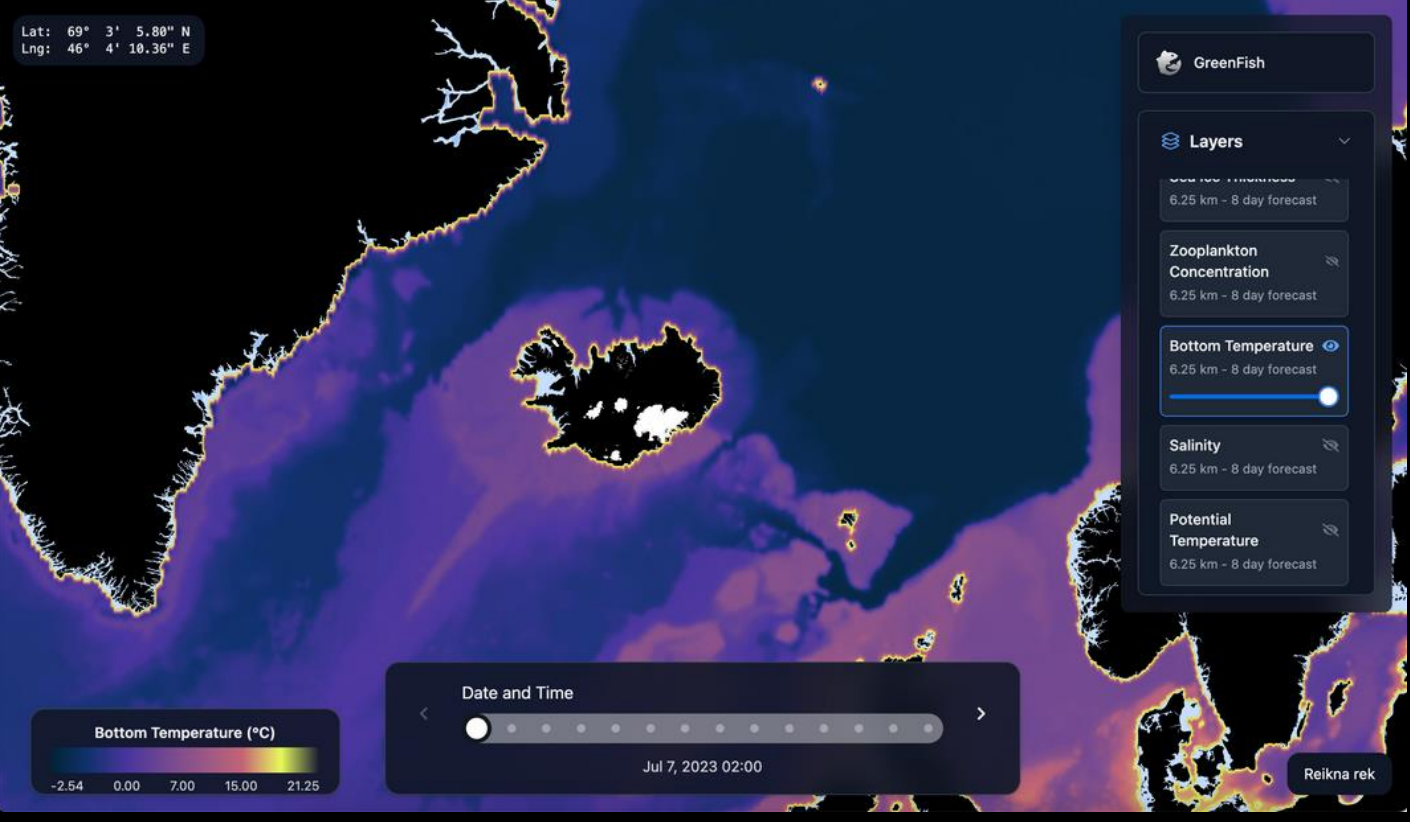 Lat: 69° 3' 5.80" N
Lng: 46° 4' 10.36" E
GreenFish
Layers
Sea Ice Thickness
6.25 km - 8 day forecast
Zooplankton
Concentration
6.25 km - 8 day forecast
Bottom Temperature
6.25 km - 8 day forecast
Salinity
6.25 km - 8 day forecast
Potential
Temperature
6.25 km - 8 day forecast
Date and Time
Jul 7, 2023 02:00
Bottom Temperature (°C)
-2.54 0.00 7.00 15.00 21.25
Reikna rek